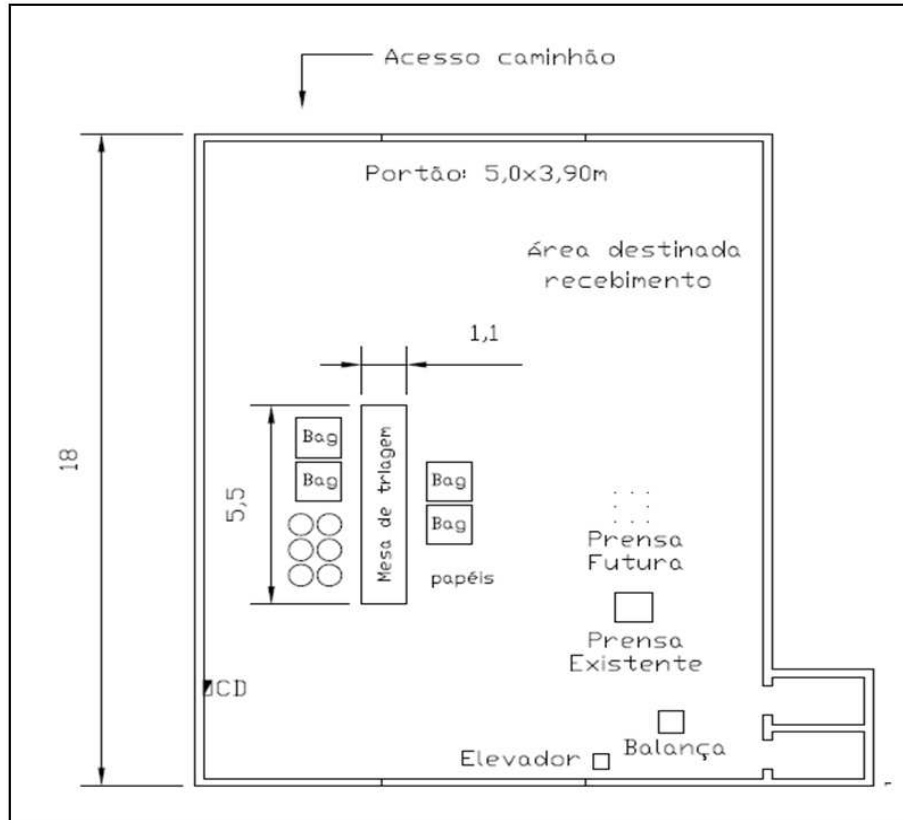 Acesso caminhão
Portão: 5,0x3,90m
Área destinada
recebimento
1,1
18
5,5
Bag
Bag
Mesa de triagem
Bag
Bag
papéis
Prensa
Futura
Prensa
Existente
CD
Elevador
Balança